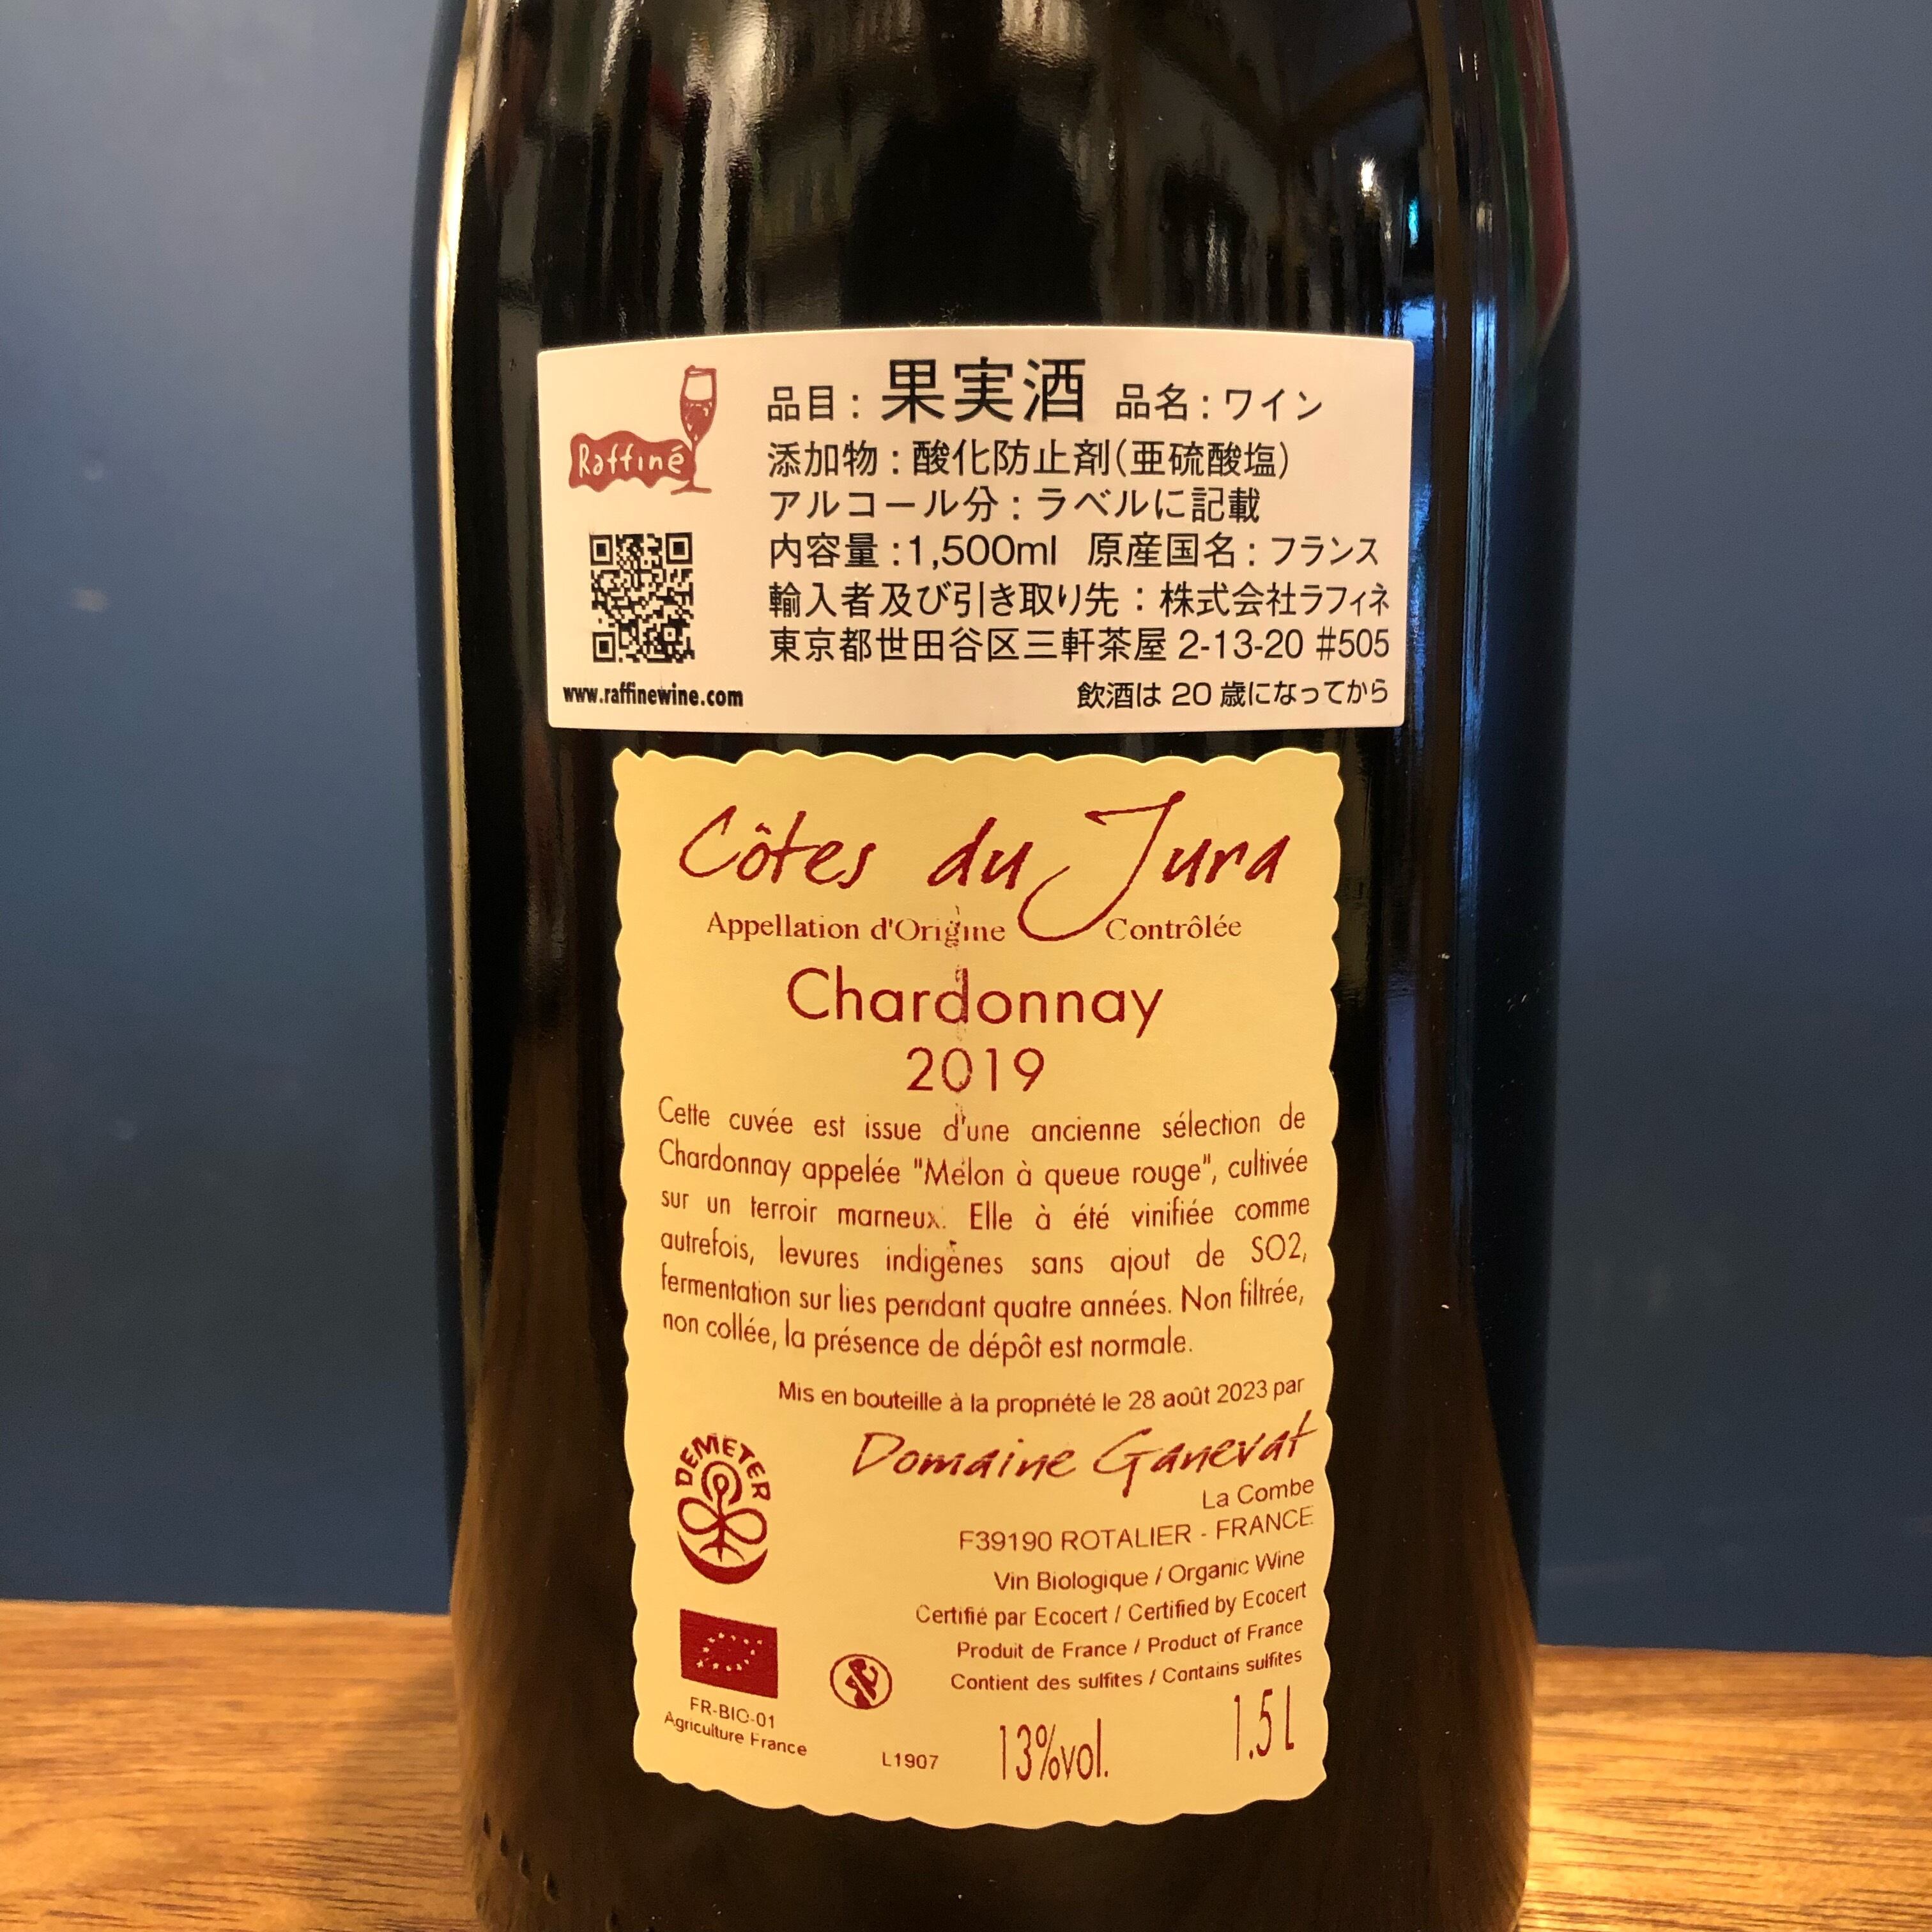 Raffiné
品目：果実酒 品名：ワイン
添加物：酸化防止剤(亜硫酸塩)
アルコール分：ラベルに記載
内容量：1,500ml 原産国名：フランス
輸入者及び引き取り先：株式会社ラフィネ
東京都世田谷区三軒茶屋 2-13-20 #505
www.raffinewine.com
飲酒は 20 歳になってから
Côtes du Jura
Appellation d'Origine Contrôlée
Chardonnay
2019
Cette cuvée est issue d'une ancienne sélection de
Chardonnay appelée "Melon à queue rouge", cultivée
sur un terroir marneux. Elle à été vinifiée comme
autrefois, levures indigènes sans ajout de SO2,
fermentation sur lies pendant quatre années. Non filtrée,
non collée, la présence de dépôt est normale.
Mis en bouteille à la propriété le 28 août 2023 par
Domaine Ganevat
La Combe
F39190 ROTALIER - FRANCE
Vin Biologique / Organic Wine
Certifié par Ecocert / Certified by Ecocert
Produit de France / Product of France
Contient des sulfites / Contains sulfites
DEMETER
FR-BIO-01
Agriculture France
L1907
13%vol.
1.5 l